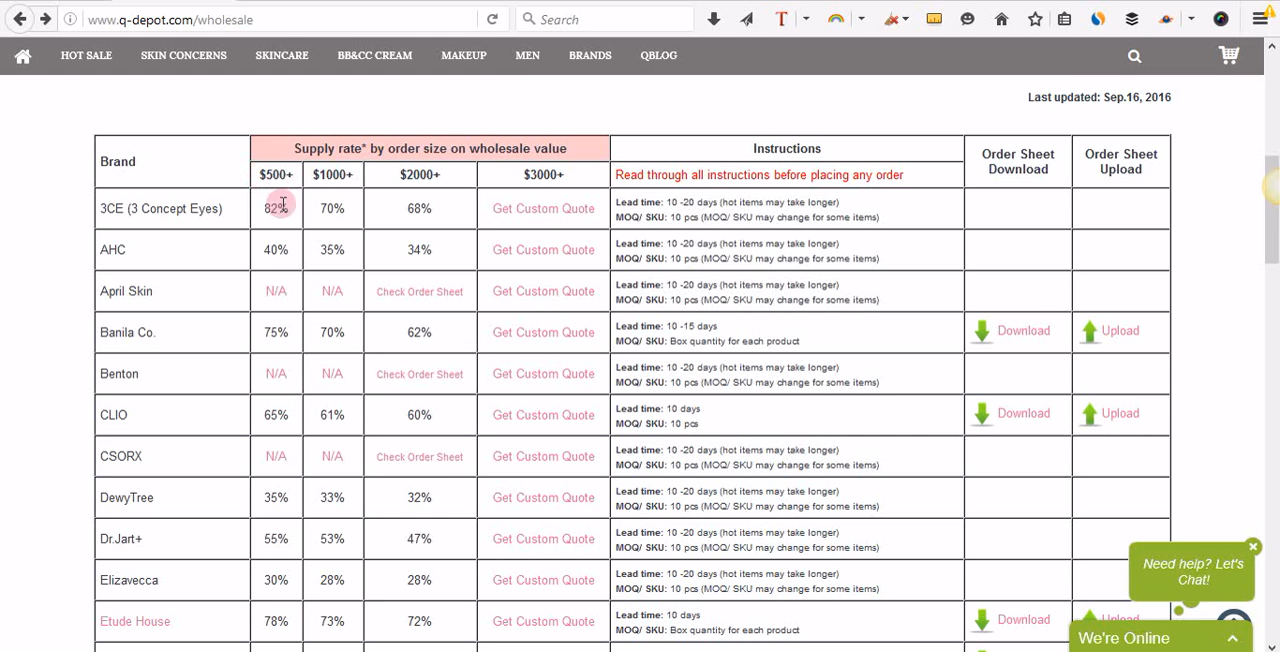 www.q-depot.com/wholesale
Search
HOT SALE SKIN CONCERNS SKINCARE BB&CC CREAM MAKEUP MEN BRANDS QBLOG
Last updated: Sep.16, 2016
Brand
Supply rate* by order size on wholesale value
Instructions
Order Sheet Download
Order Sheet Upload
$500+ $1000+ $2000+ $3000+
Read through all instructions before placing any order
3CE (3 Concept Eyes) 82% 70% 68% Get Custom Quote
Lead time: 10 -20 days (hot items may take longer)
MOQ/ SKU: 10 pcs (MOQ/ SKU may change for some items)
AHC 40% 35% 34% Get Custom Quote
Lead time: 10 -20 days (hot items may take longer)
MOQ/ SKU: 10 pcs (MOQ/ SKU may change for some items)
April Skin N/A N/A Check Order Sheet Get Custom Quote
Lead time: 10 -20 days (hot items may take longer)
MOQ/ SKU: 10 pcs (MOQ/ SKU may change for some items)
Banila Co. 75% 70% 62% Get Custom Quote
Lead time: 10 -15 days
MOQ/ SKU: Box quantity for each product
Download Upload
Benton N/A N/A Check Order Sheet Get Custom Quote
Lead time: 10 -20 days (hot items may take longer)
MOQ/ SKU: 10 pcs (MOQ/ SKU may change for some items)
CLIO 65% 61% 60% Get Custom Quote
Lead time: 10 days
MOQ/ SKU: 10 pcs
Download Upload
CSORX N/A N/A Check Order Sheet Get Custom Quote
Lead time: 10 -20 days (hot items may take longer)
MOQ/ SKU: 10 pcs (MOQ/ SKU may change for some items)
DewyTree 35% 33% 32% Get Custom Quote
Lead time: 10 -20 days (hot items may take longer)
MOQ/ SKU: 10 pcs (MOQ/ SKU may change for some items)
Dr.Jart+ 55% 53% 47% Get Custom Quote
Lead time: 10 -20 days (hot items may take longer)
MOQ/ SKU: 10 pcs (MOQ/ SKU may change for some items)
Elizavecca 30% 28% 28% Get Custom Quote
Lead time: 10 -20 days (hot items may take longer)
MOQ/ SKU: 10 pcs (MOQ/ SKU may change for some items)
Etude House 78% 73% 72% Get Custom Quote
Lead time: 10 days
MOQ/ SKU: Box quantity for each product
Download Upload
Need help? Let's
Chat!
We're Online